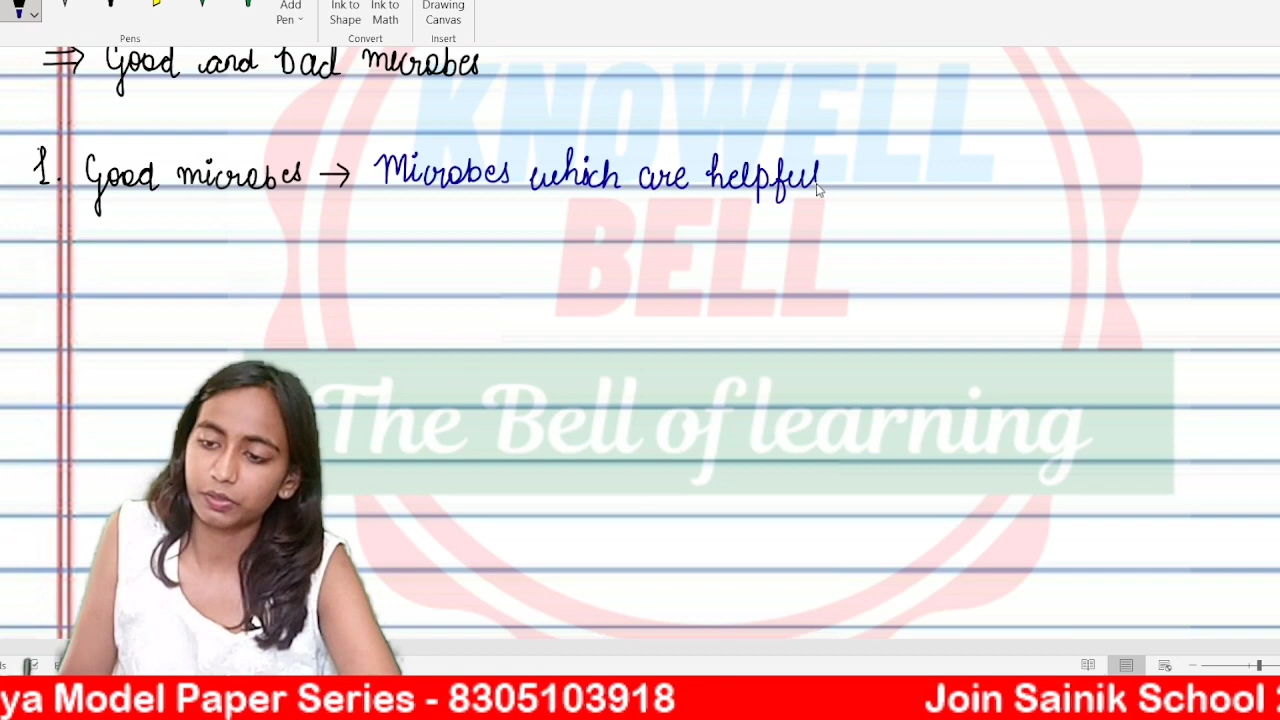 Add
Pen
Ink to
Shape
Ink to
Math
Drawing
Canvas
Pens
Convert
Insert
⇒ Good and bad microbes
1. Good microbes → Microbes which are helpful
KNOWELL
BELL
The Bell of learning
ya Model Paper Series - 8305103918 Join Sainik School